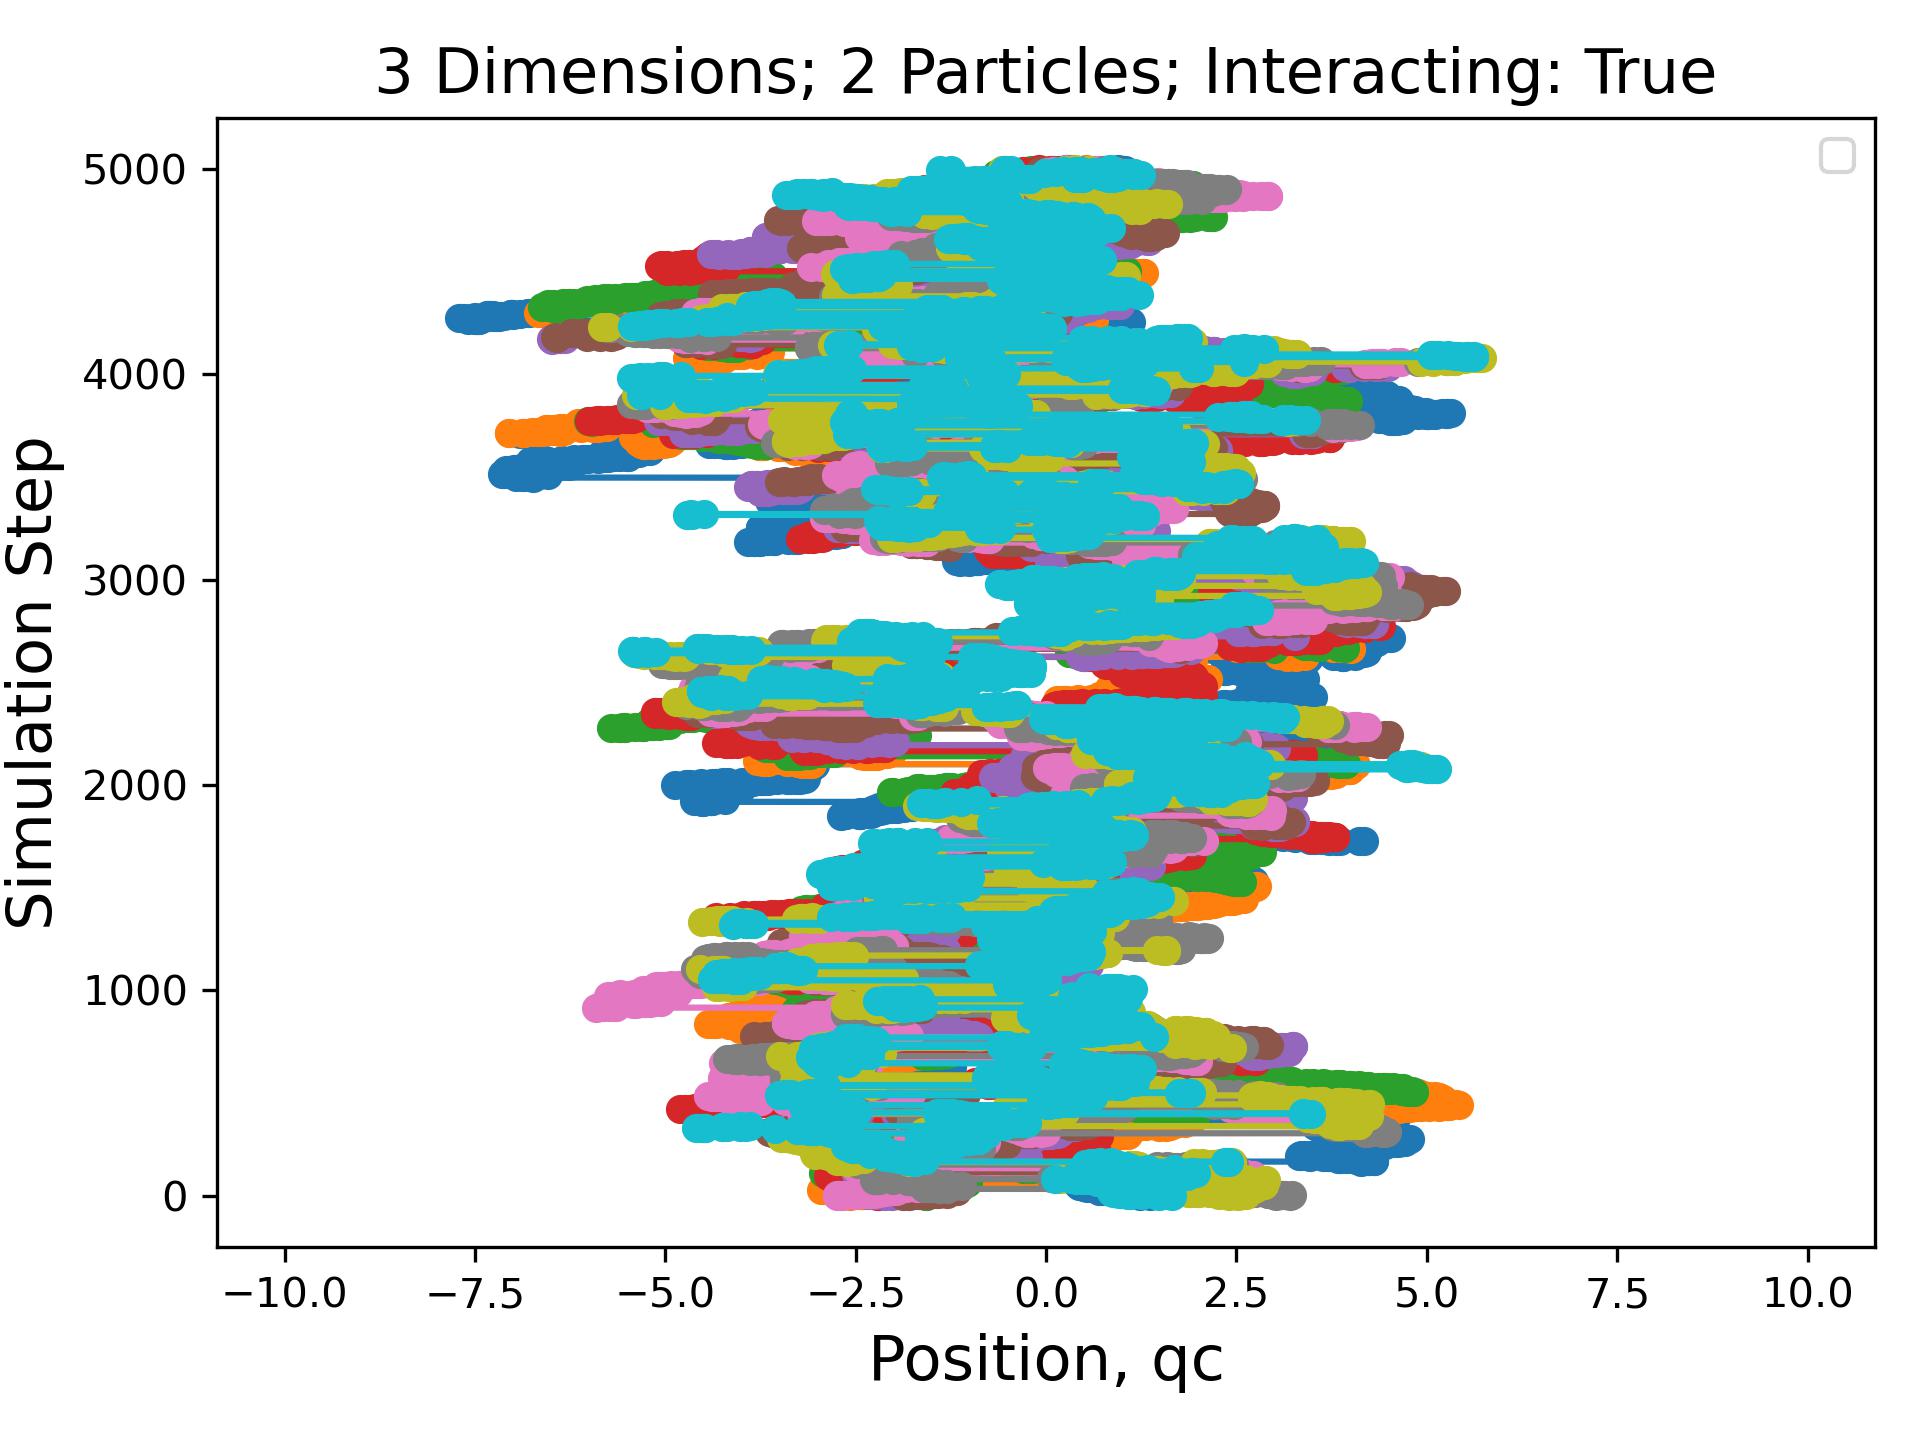 3 Dimensions; 2 Particles; Interacting: True
Simulation Step
5000
4000
3000
2000
1000
0
−10.0 −7.5 −5.0 −2.5 0.0 2.5 5.0 7.5 10.0
Position, qc